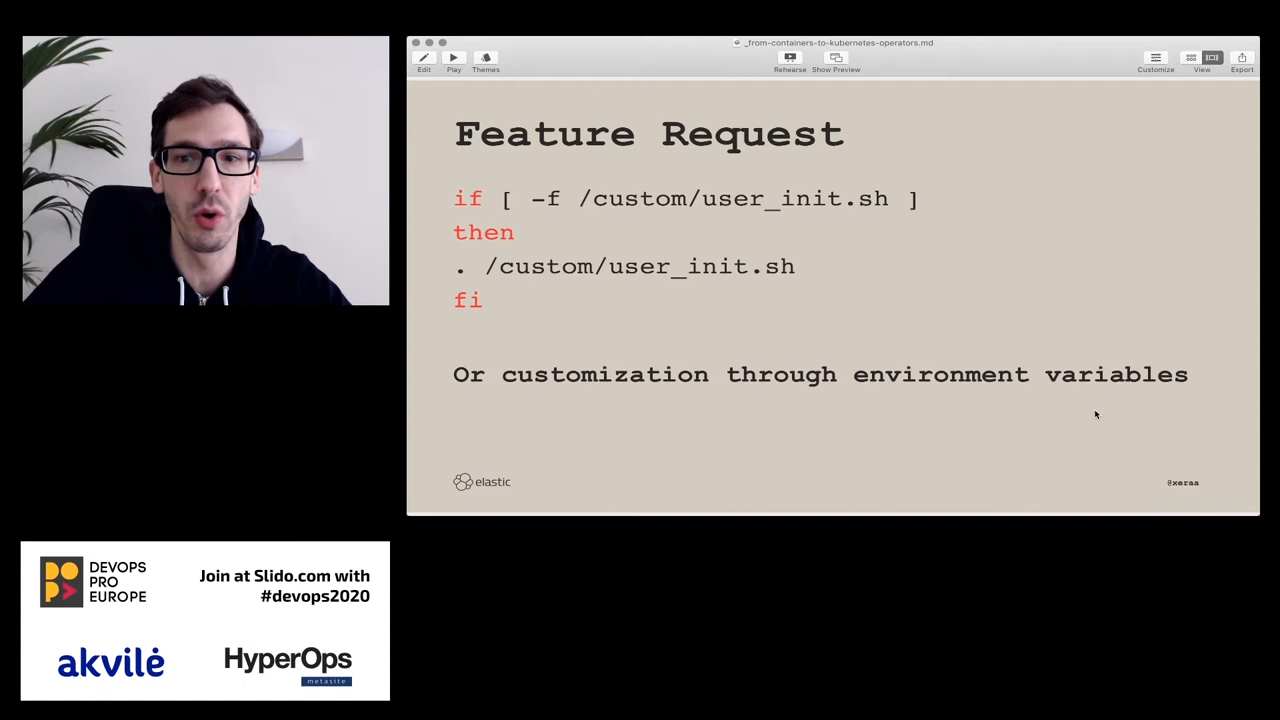 _from-containers-to-kubernetes-operators.md
Edit
Play
Themes
Rehearse
Show Preview
Customize
View
Export
Feature Request
if [ -f /custom/user_init.sh ]
then
. /custom/user_init.sh
fi
Or customization through environment variables
elastic
@xeraa
DEVOPS
PRO
EUROPE
Join at Slido.com with
#devops2020
akvilė
HyperOps
metasite